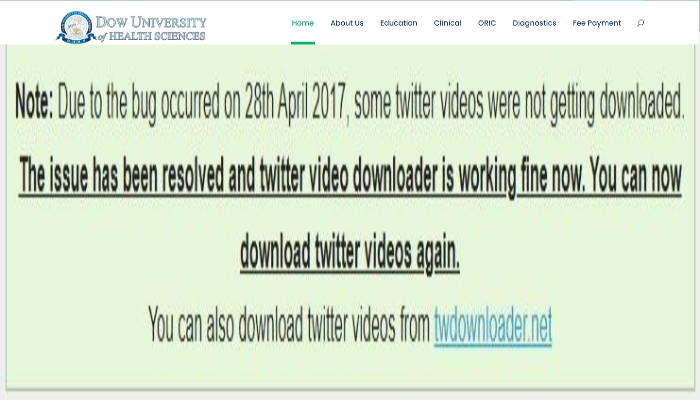 DOW UNIVERSITY
of HEALTH SCIENCES
Home About Us Education Clinical ORIC Diagnostics Fee Payment
Note: Due to the bug occurred on 28th April 2017, some twitter videos were not getting downloaded.
The issue has been resolved and twitter video downloader is working fine now. You can now
download twitter videos again.
You can also download twitter videos from twdownloader.net